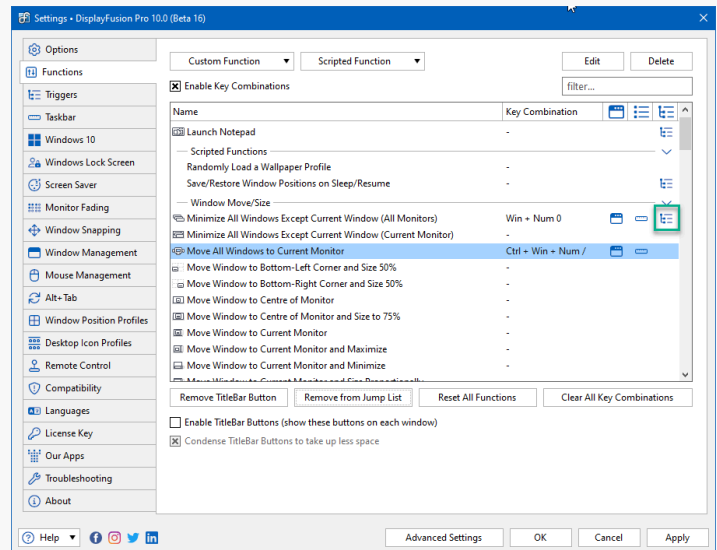 Settings • DisplayFusion Pro 10.0 (Beta 16)
Options
Functions
Triggers
Taskbar
Windows 10
Windows Lock Screen
Screen Saver
Monitor Fading
Window Snapping
Window Management
Mouse Management
Alt+Tab
Window Position Profiles
Desktop Icon Profiles
Remote Control
Compatibility
Languages
License Key
Our Apps
Troubleshooting
About
Custom Function Scripted Function Edit Delete
Enable Key Combinations filter...
Name Key Combination
Launch Notepad -
Scripted Functions
Randomly Load a Wallpaper Profile -
Save/Restore Window Positions on Sleep/Resume -
Window Move/Size
Minimize All Windows Except Current Window (All Monitors) Win + Num 0
Minimize All Windows Except Current Window (Current Monitor) -
Move All Windows to Current Monitor Ctrl + Win + Num /
Move Window to Bottom-Left Corner and Size 50% -
Move Window to Bottom-Right Corner and Size 50% -
Move Window to Centre of Monitor -
Move Window to Centre of Monitor and Size to 75% -
Move Window to Current Monitor -
Move Window to Current Monitor and Maximize -
Move Window to Current Monitor and Minimize -
Move Window to Current Monitor and Size Proportionally
Remove TitleBar Button Remove from Jump List Reset All Functions Clear All Key Combinations
Enable TitleBar Buttons (show these buttons on each window)
Condense TitleBar Buttons to take up less space
Help Advanced Settings OK Cancel Apply